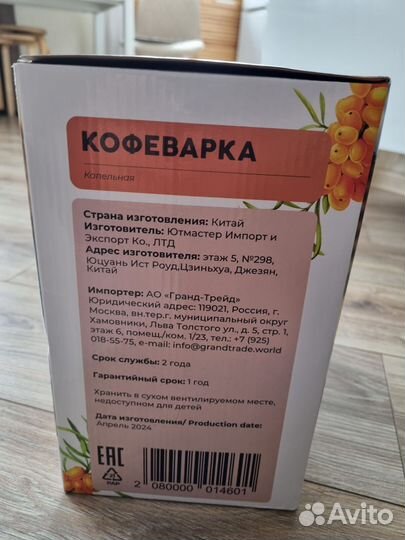 КОФЕВАРКА
Капельная
Страна изготовления: Китай
Изготовитель: Ютмастер Импорт и
Экспорт Ко., ЛТД
Адрес изготовителя: этаж 5, №298,
Юцуань Ист Роуд,Цзиньхуа, Джезян,
Китай
Импортер: АО «Гранд-Трейд»
Юридический адрес: 119021, Россия, г.
Москва, вн.тер.г. муниципальный округ
Хамовники, Льва Толстого ул., д. 5, стр. 1,
этаж 6, помещ./ком. 1/23, тел.: +7 (925)
018-55-75, e-mail: info@grandtrade.world
Срок службы: 2 года
Гарантийный срок: 1 год
Хранить в сухом вентилируемом месте,
недоступном для детей
Дата изготовления/ Production date:
Апрель 2024
EAC
21
PAP
2 080000 014601
Avito